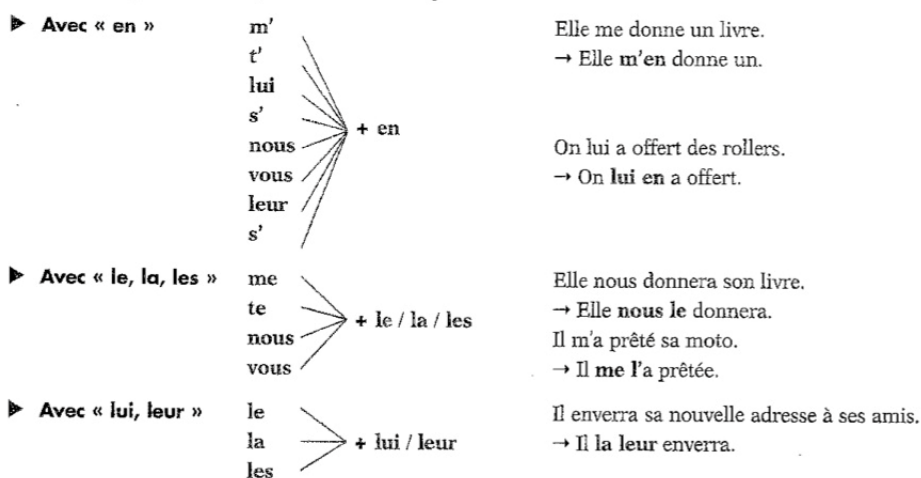 ▶ Avec « en »
m'
t'
lui
s'
nous
vous
leur
s'
+ en
Elle me donne un livre.
→ Elle m'en donne un.
On lui a offert des rollers.
→ On lui en a offert.
▶ Avec « le, la, les »
me
te
nous
vous
+ le / la / les
Elle nous donnera son livre.
→ Elle nous le donnera.
Il m'a prêté sa moto.
→ Il me l'a prêtée.
▶ Avec « lui, leur »
le
la
les
+ lui / leur
Il enverra sa nouvelle adresse à ses amis.
→ Il la leur enverra.